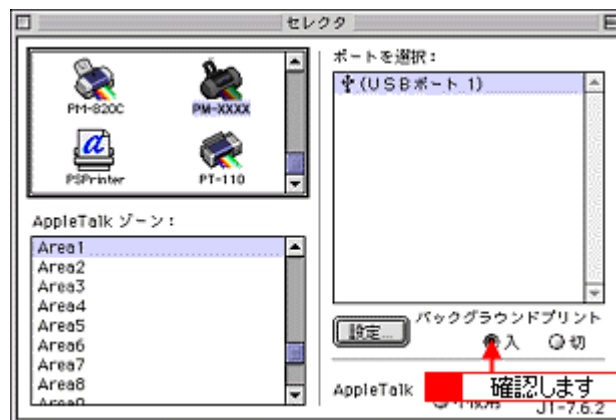 セレクタ
PM-820C
PM-XXXX
PSPrinter
PT-110
AppleTalk ゾーン：
Area1
Area2
Area3
Area4
Area5
Area6
Area7
Area8
ポートを選択：
(USBポート 1)
設定...
バックグラウンドプリント
入 切
AppleTalk
確認します
J1-7.6.2